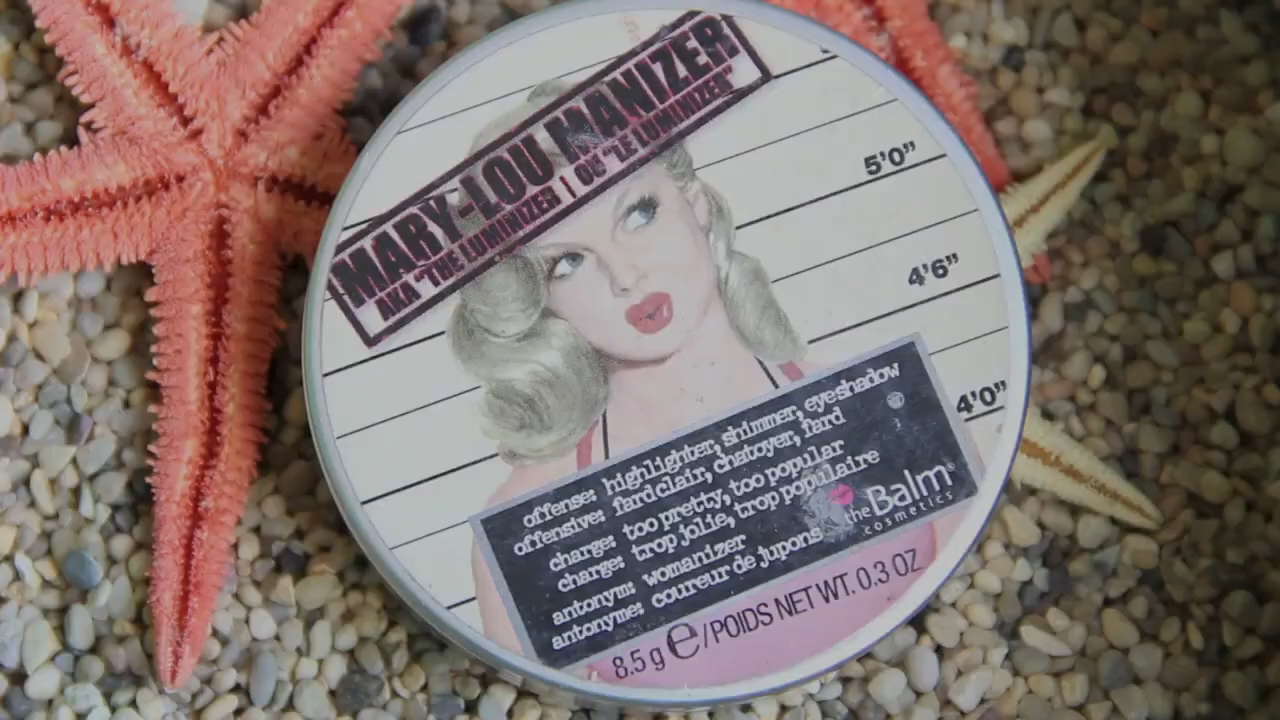 MARY-LOU MANIZER
AKA "THE LUMINIZER | OU "LE LUMINIZER"
5'0"
4'6"
4'0"
offense: highlighter, shimmer, eyeshadow
offensive: fard clair, chatoyer, fard
charge: too pretty, too popular
charge: trop jolie, trop populaire
antonym: womanizer
antonyme: coureur de jupons
theBalm®
cosmetics
8.5 g e/POIDS NET WT. 0.3 OZ